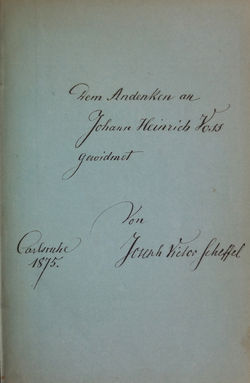 Dem Andenken an
Johann Heinrich Voss
gewidmet
Von
Joseph Victor Scheffel
Carlsruhe
1875.